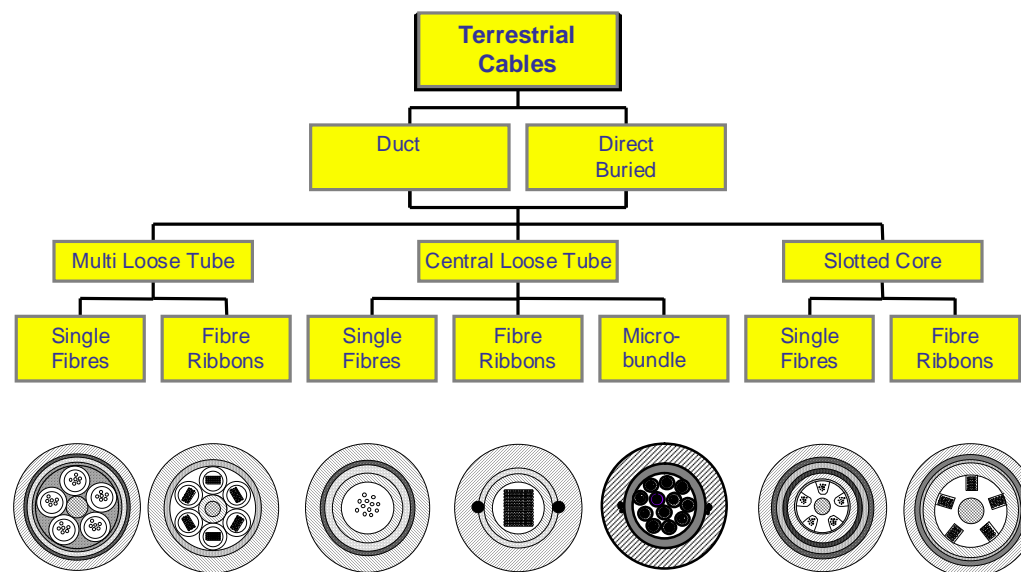 Terrestrial
Cables
Duct
Direct
Buried
Multi Loose Tube
Central Loose Tube
Slotted Core
Single
Fibres
Fibre
Ribbons
Single
Fibres
Fibre
Ribbons
Micro-
bundle
Single
Fibres
Fibre
Ribbons